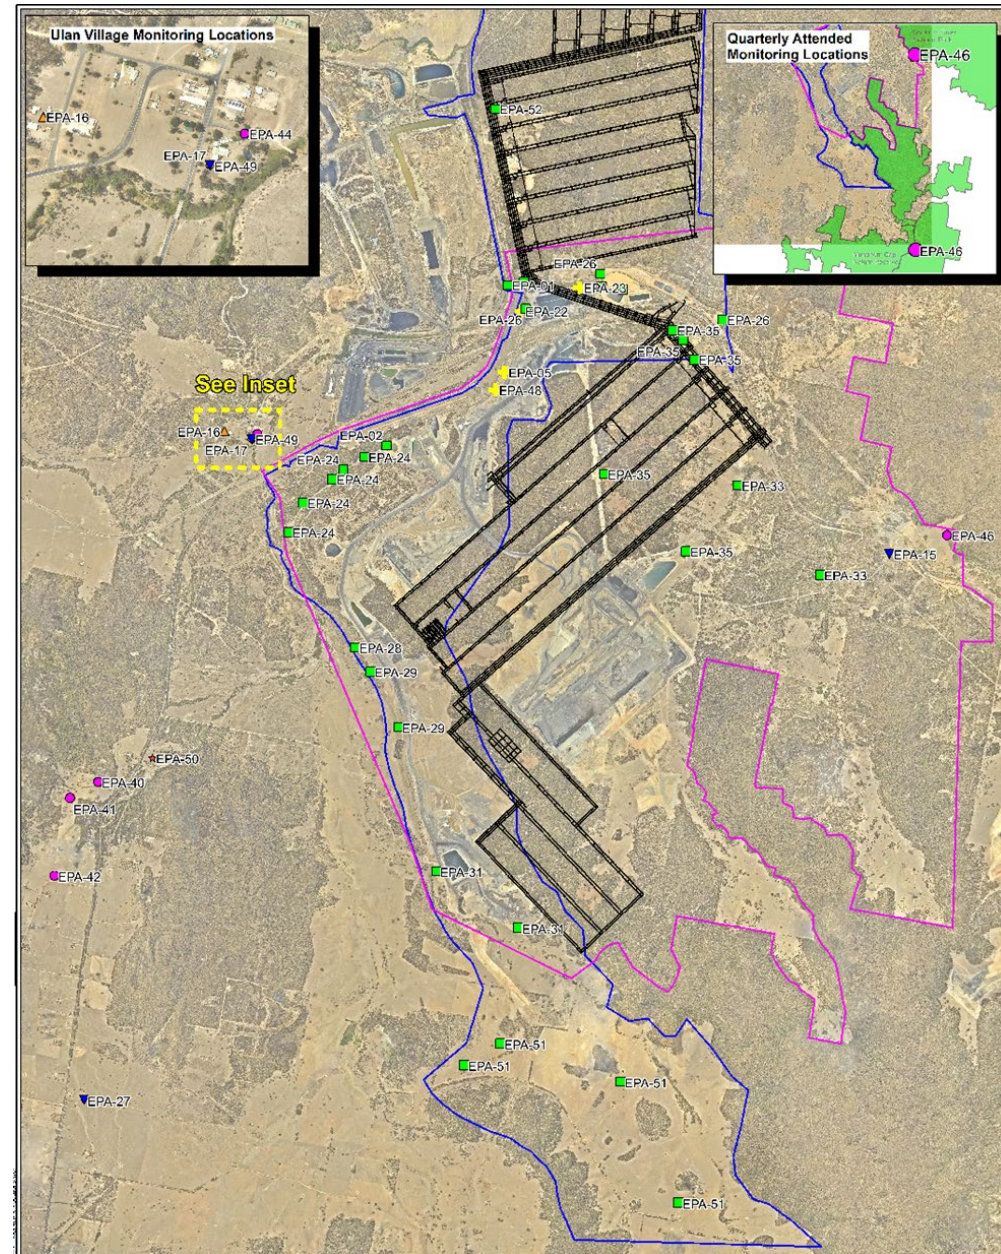 Ulan Village Monitoring Locations
EPA-16
EPA-44
EPA-17
EPA-49
Quarterly Attended
Monitoring Locations
EPA-46
EPA-46
EPA-52
EPA-26
EPA-01
EPA-23
EPA-26
EPA-22
EPA-26
EPA-35
EPA-35
EPA-35
EPA-05
EPA-48
See Inset
EPA-16
EPA-49
EPA-17
EPA-02
EPA-24
EPA-24
EPA-24
EPA-24
EPA-24
EPA-35
EPA-33
EPA-46
EPA-35
EPA-15
EPA-33
EPA-28
EPA-29
EPA-29
EPA-50
EPA-40
EPA-41
EPA-42
EPA-31
EPA-31
EPA-51
EPA-51
EPA-51
EPA-27
EPA-51